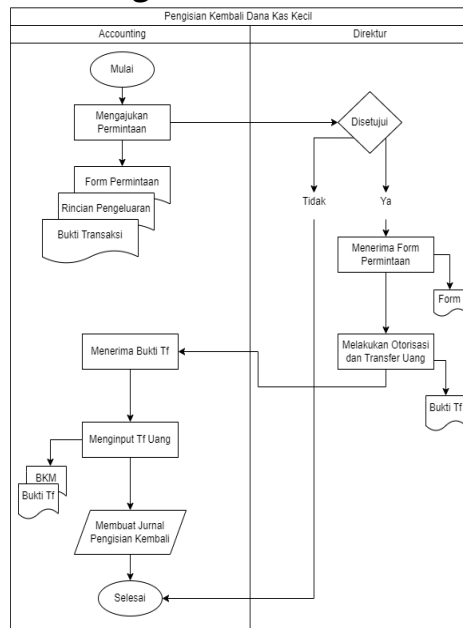 Pengisian Kembali Dana Kas Kecil
Accounting
Direktur
Mulai
Mengajukan
Permintaan
Disetujui
Form Permintaan
Rincian Pengeluaran
Bukti Transaksi
Tidak
Ya
Menerima Form
Permintaan
Form
Menerima Bukti Tf
Melakukan Otorisasi
dan Transfer Uang
Bukti Tf
Menginput Tf Uang
BKM
Bukti Tf
Membuat Jurnal
Pengisian Kembali
Selesai